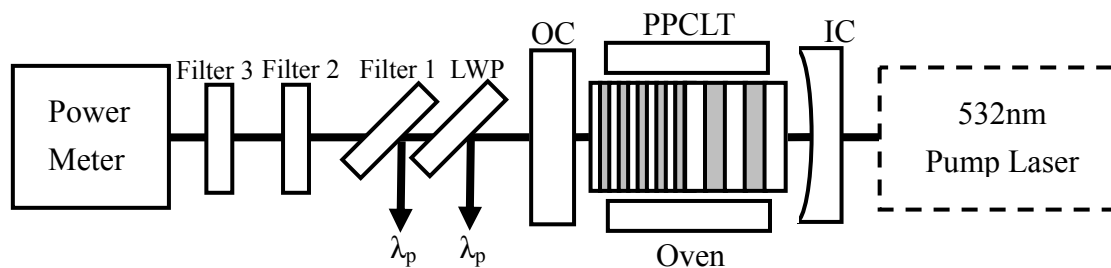 OC
PPCLT
IC
Filter 3
Filter 2
Filter 1
LWP
Power
Meter
532nm
Pump Laser
λp
λp
Oven